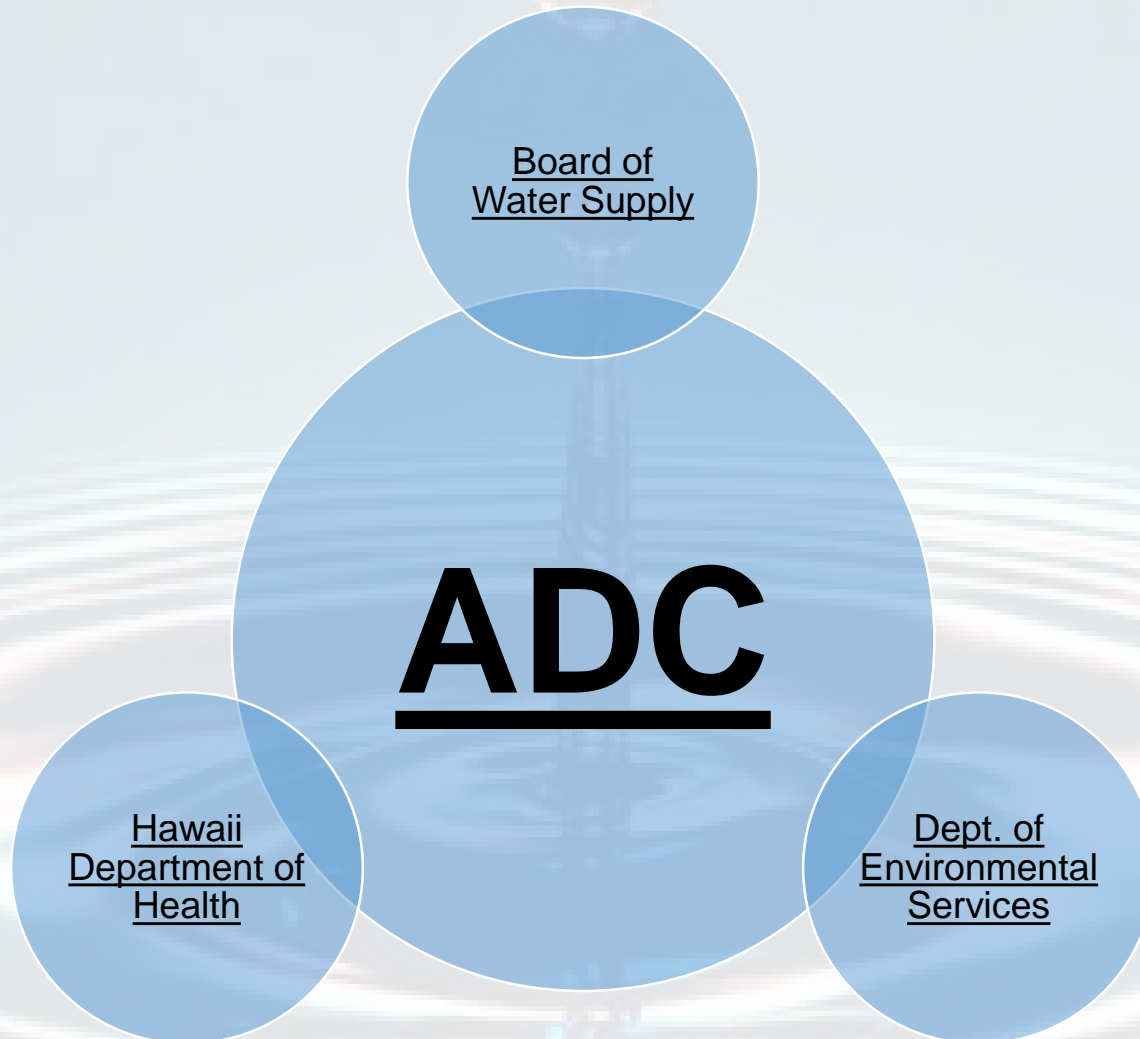 Board of
Water Supply
ADC
Hawaii
Department of
Health
Dept. of
Environmental
Services